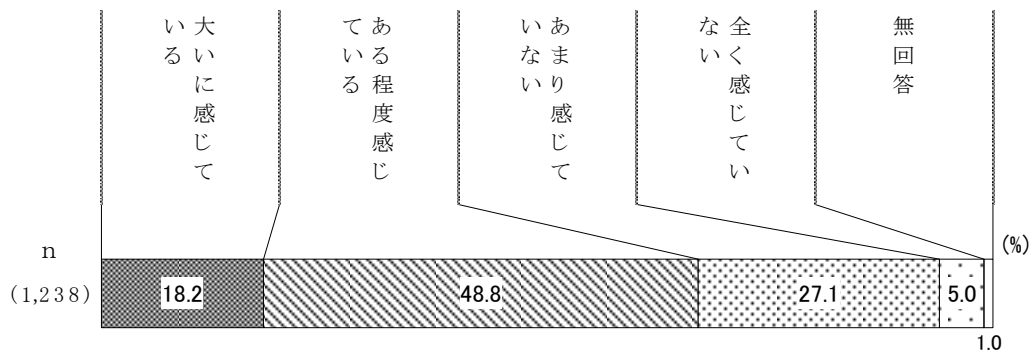 大いに感じて
いる
ある程度感じ
ている
あまり感じて
いない
全く感じてい
ない
無回答
(%)
n
(1,238)
18.2
48.8
27.1
5.0
1.0